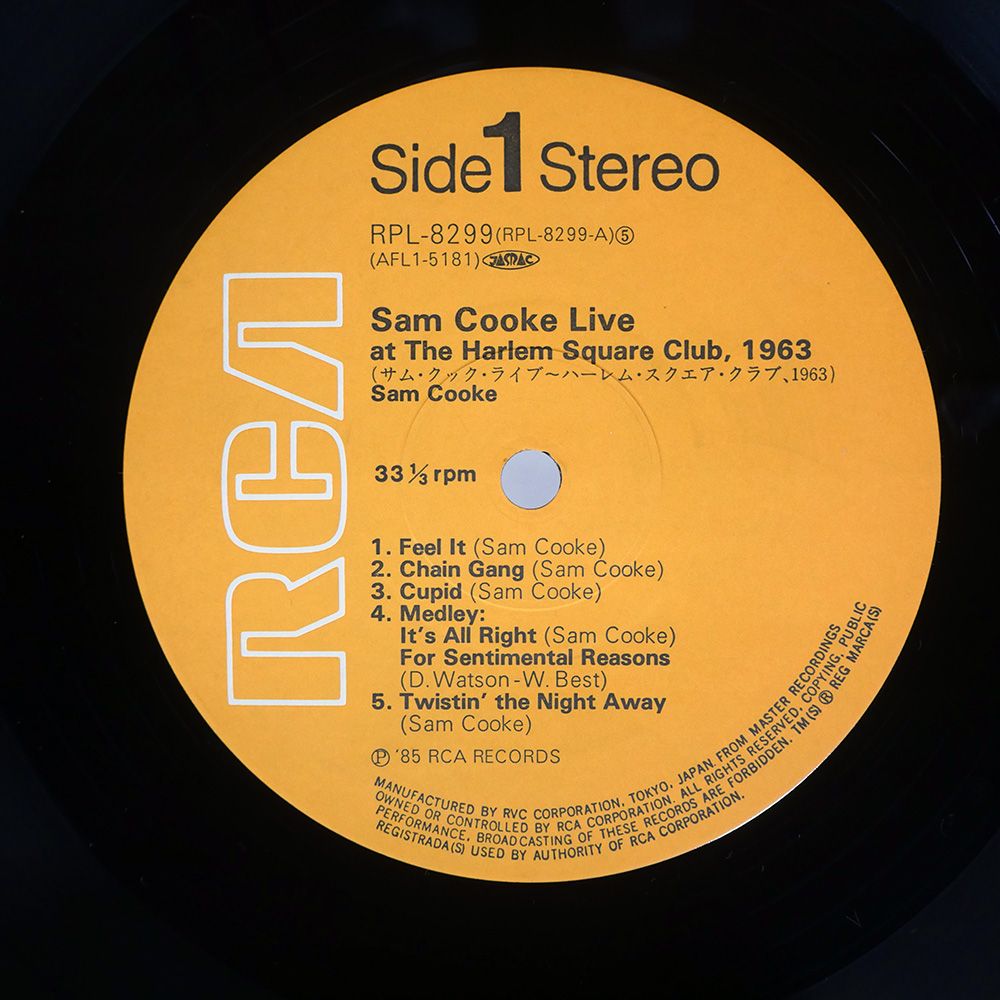 Side 1 Stereo
RPL-8299(RPL-8299-A)⑤
(AFL1-5181) JASRAC
Sam Cooke Live
at The Harlem Square Club, 1963
(サム・クック・ライブ〜ハーレム・スクエア・クラブ、1963)
Sam Cooke
33 1/3 rpm
1. Feel It (Sam Cooke)
2. Chain Gang (Sam Cooke)
3. Cupid (Sam Cooke)
4. Medley:
It's All Right (Sam Cooke)
For Sentimental Reasons
(D. Watson-W. Best)
5. Twistin' the Night Away
(Sam Cooke)
Ⓟ '85 RCA RECORDS
MANUFACTURED BY RVC CORPORATION, TOKYO, JAPAN. FROM MASTER RECORDINGS
OWNED OR CONTROLLED BY RCA CORPORATION. ALL RIGHTS RESERVED; COPYING, PUBLIC
PERFORMANCE, BROADCASTING OF THESE RECORDS ARE FORBIDDEN. TM(S) ® REG MARCA(S)
REGISTRADA(S) USED BY AUTHORITY OF RCA CORPORATION.
RCA